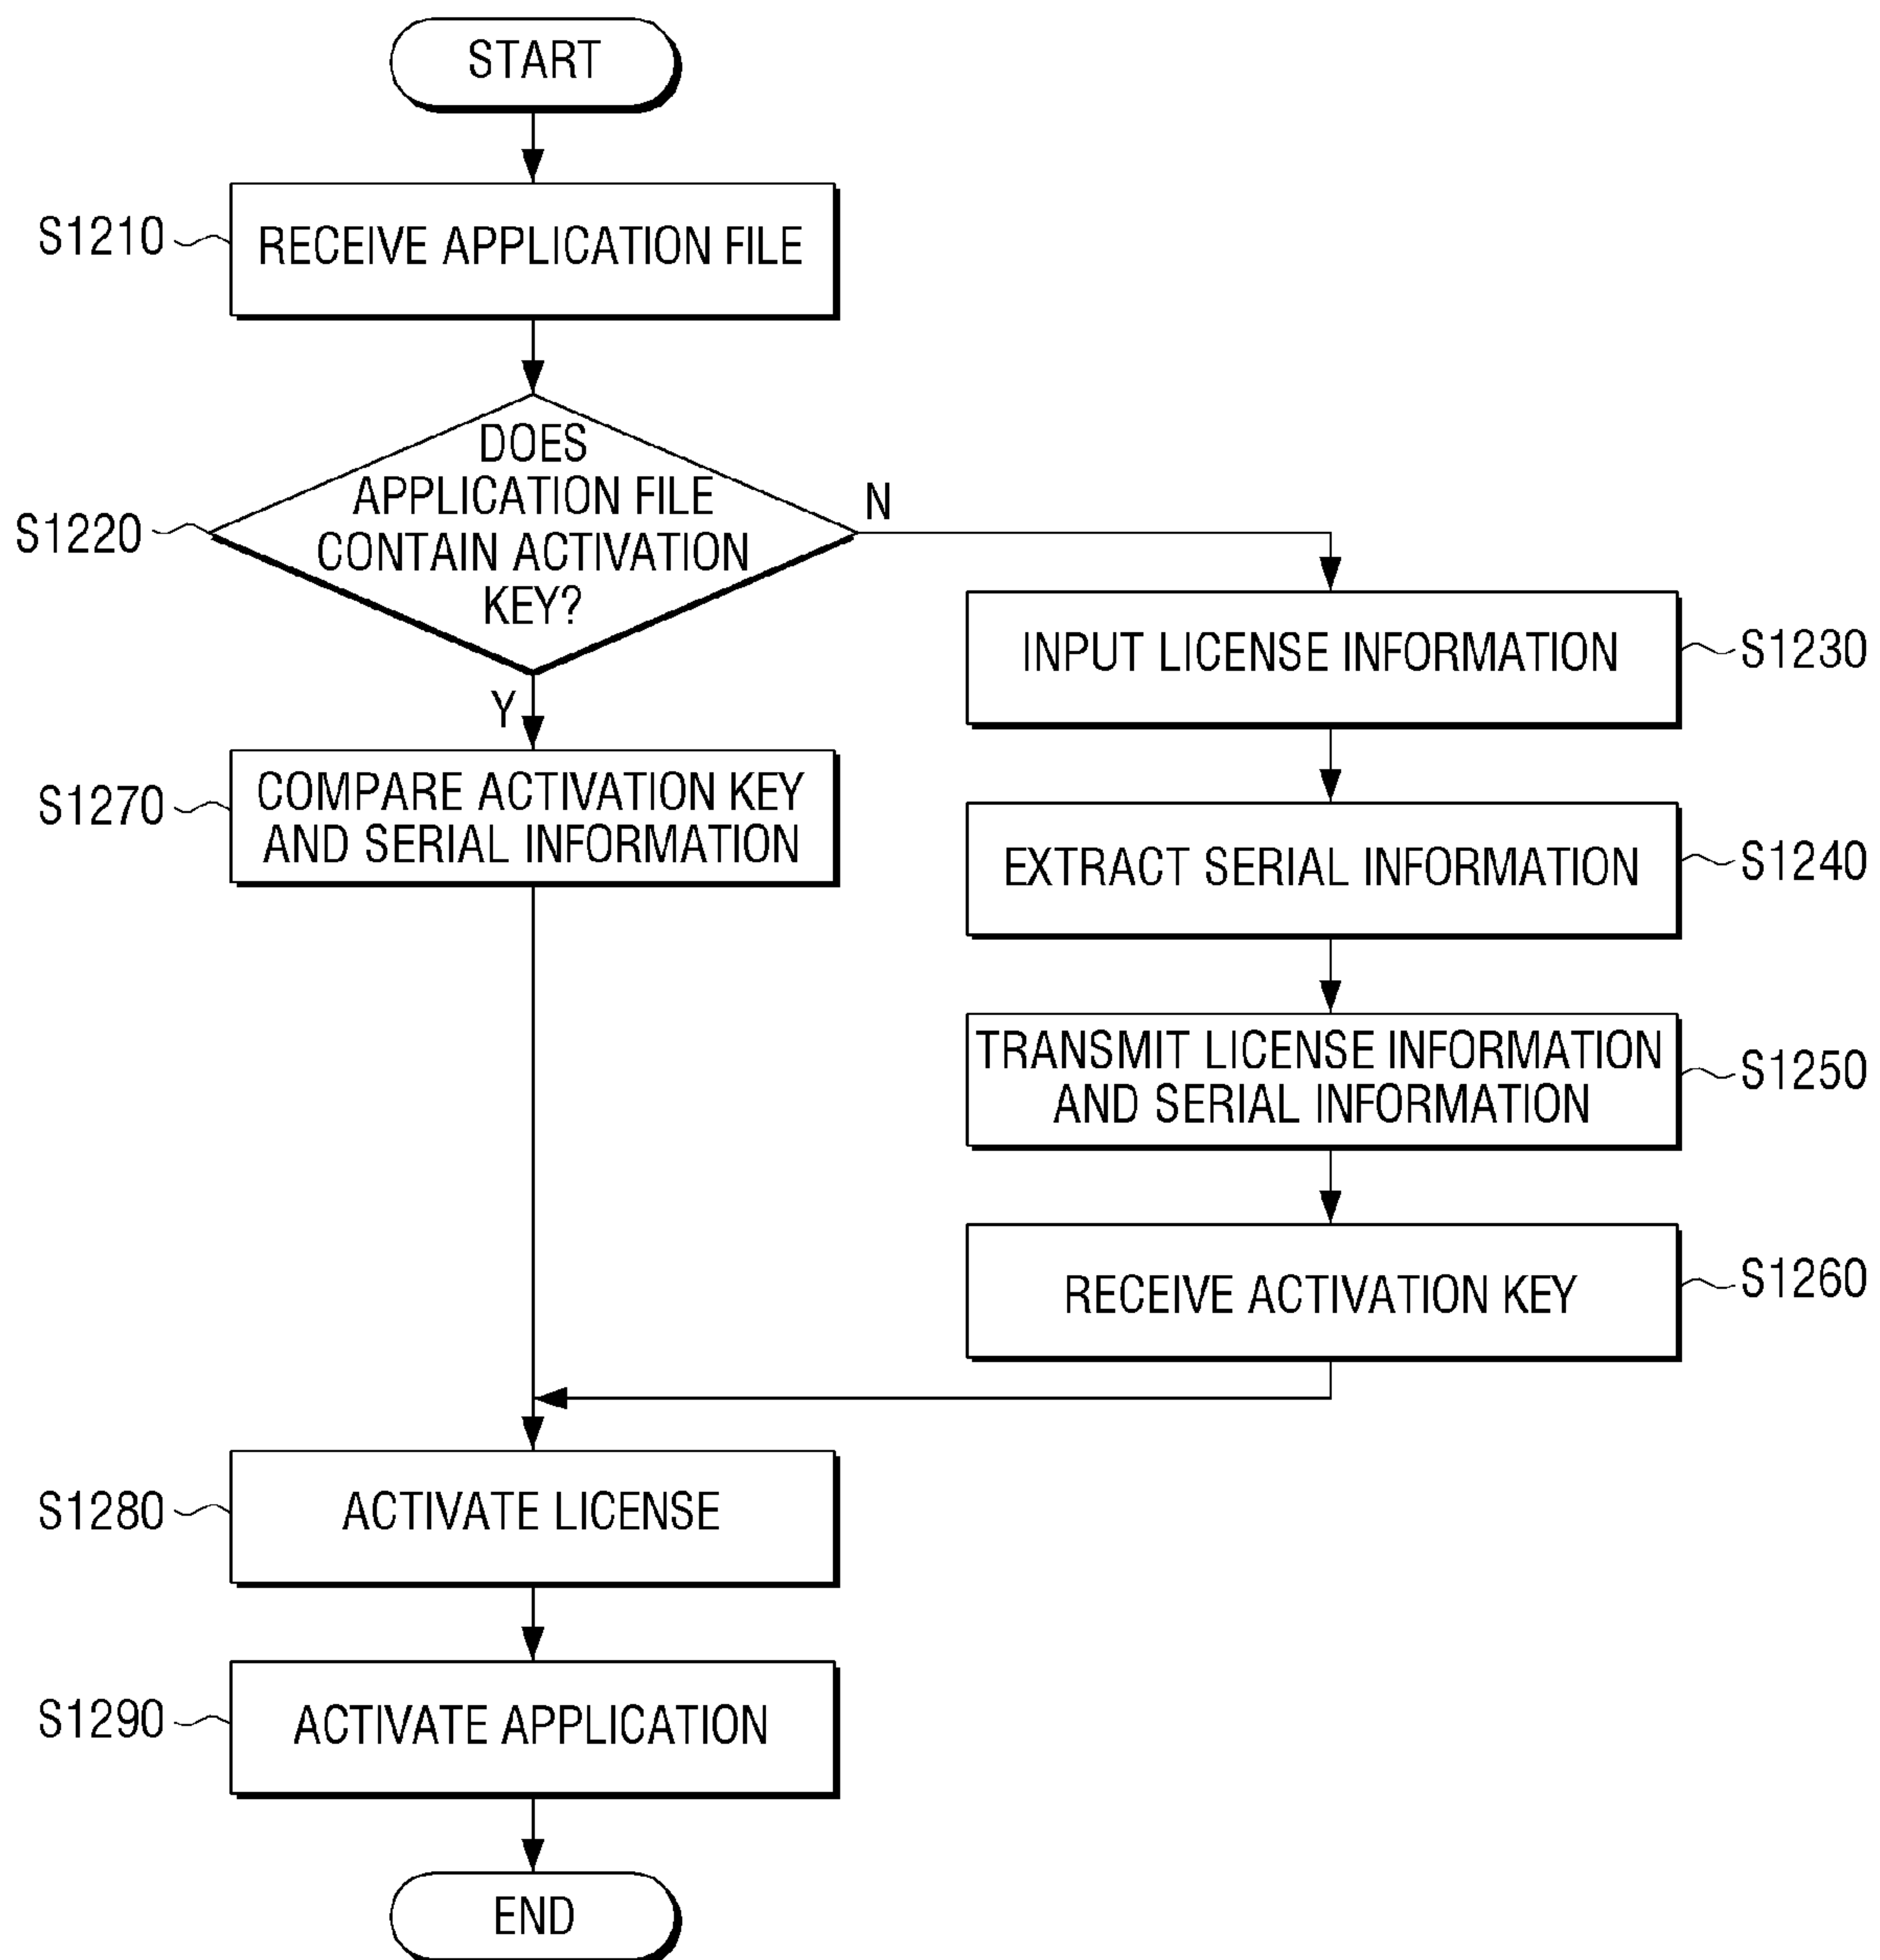 START
S1210
RECEIVE APPLICATION FILE
S1220
DOES
APPLICATION FILE
CONTAIN ACTIVATION
KEY?
N
Y
INPUT LICENSE INFORMATION
S1230
EXTRACT SERIAL INFORMATION
S1240
TRANSMIT LICENSE INFORMATION
AND SERIAL INFORMATION
S1250
RECEIVE ACTIVATION KEY
S1260
S1270
COMPARE ACTIVATION KEY
AND SERIAL INFORMATION
S1280
ACTIVATE LICENSE
S1290
ACTIVATE APPLICATION
END